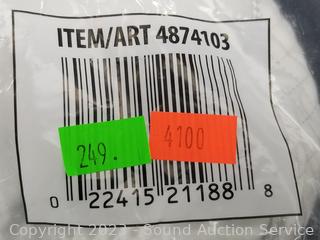 ITEM/ART 4874103
249.
4100
0 22415 21188 8
Copyright 2023 - Sound Auction Service